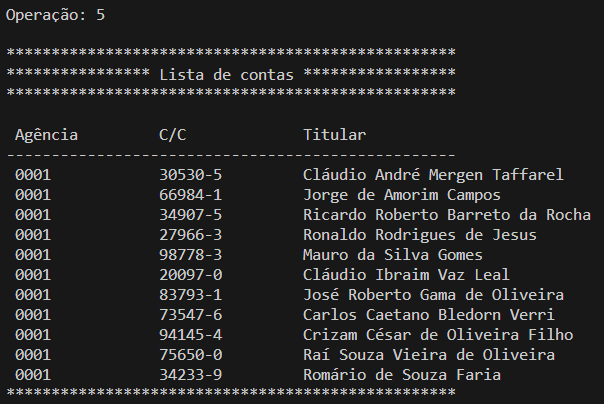 Operação: 5
**************************************************
**************** Lista de contas *****************
**************************************************
Agência         C/C             Titular
--------------------------------------------------
0001            30530-5         Cláudio André Mergen Taffarel
0001            66984-1         Jorge de Amorim Campos
0001            34907-5         Ricardo Roberto Barreto da Rocha
0001            27966-3         Ronaldo Rodrigues de Jesus
0001            98778-3         Mauro da Silva Gomes
0001            20097-0         Cláudio Ibraim Vaz Leal
0001            83793-1         José Roberto Gama de Oliveira
0001            73547-6         Carlos Caetano Bledorn Verri
0001            94145-4         Crizam César de Oliveira Filho
0001            75650-0         Raí Souza Vieira de Oliveira
0001            34233-9         Romário de Souza Faria
**************************************************